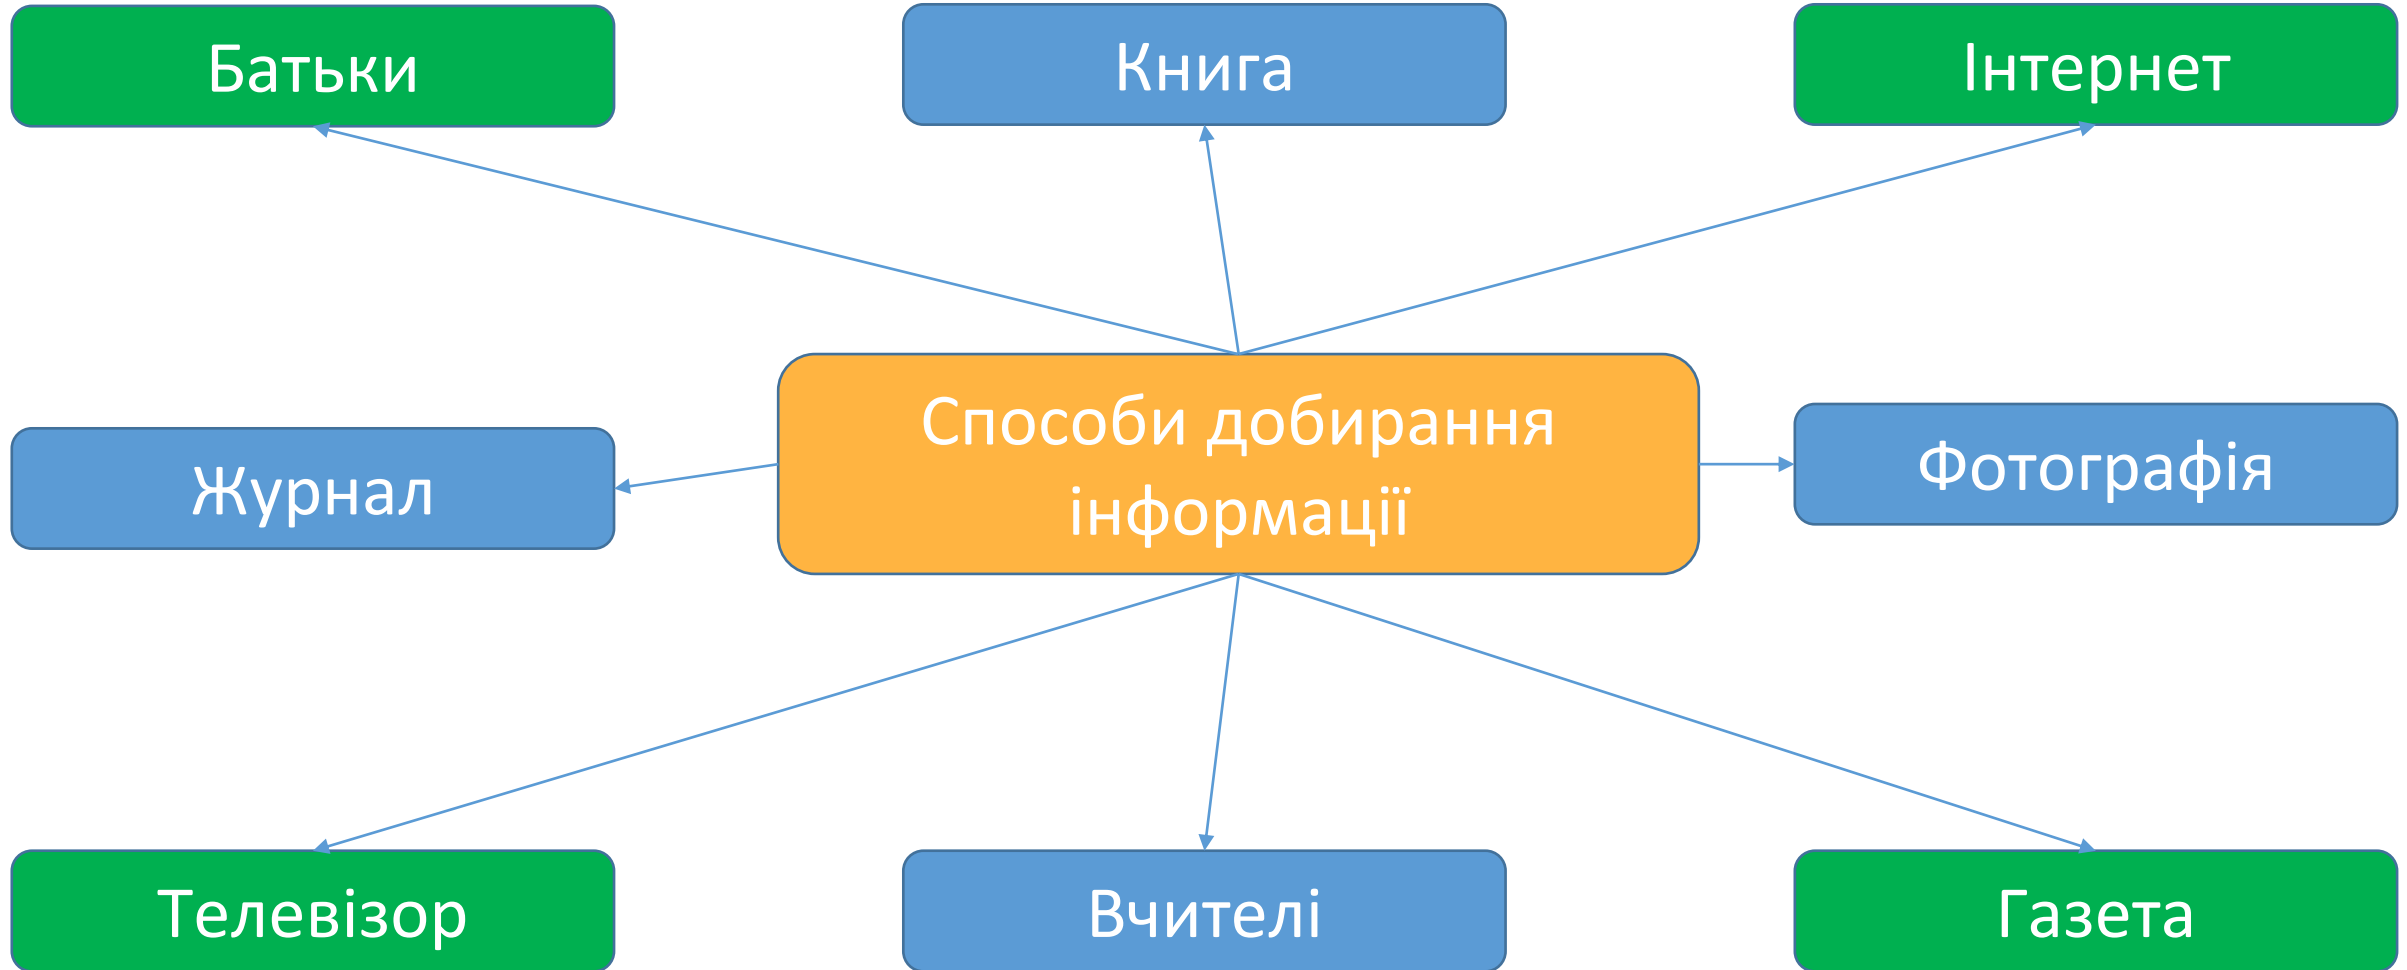 Батьки
Книга
Інтернет
Способи добирання
інформації
Журнал
Фотографія
Телевізор
Вчителі
Газета